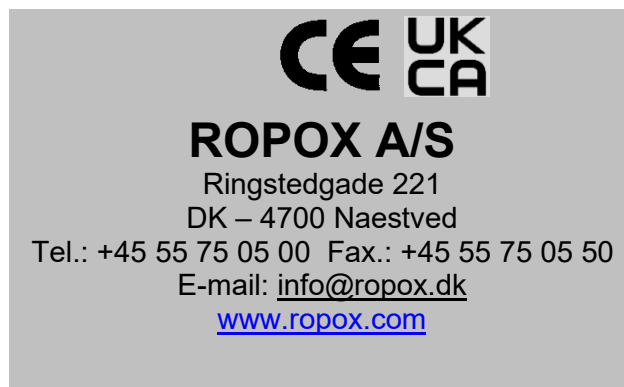 CE UK
CA
ROPOX A/S
Ringstedgade 221
DK – 4700 Naestved
Tel.: +45 55 75 05 00  Fax.: +45 55 75 05 50
E-mail: info@ropox.dk
www.ropox.com